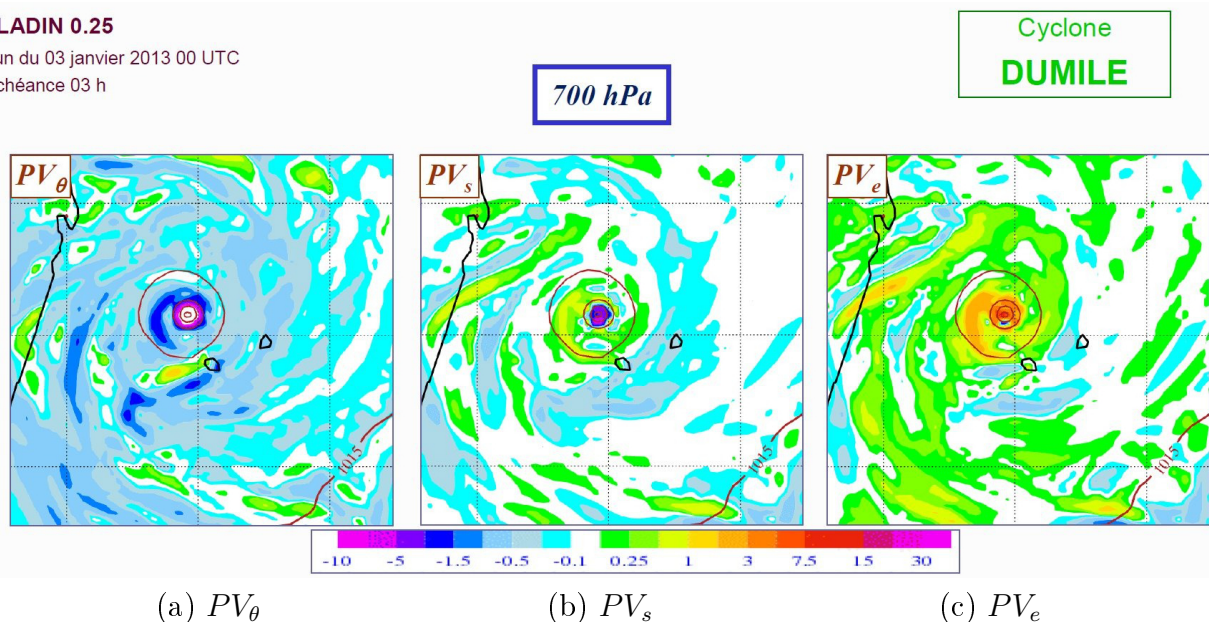 LADIN 0.25
un du 03 janvier 2013 00 UTC
chéance 03 h
700 hPa
Cyclone
DUMILE
PVθ
PVs
PVe
1015
1015
1015
-10 -5 -1.5 -0.5 -0.1 0.25 1 3 7.5 15 30
(a) PVθ
(b) PVs
(c) PVe